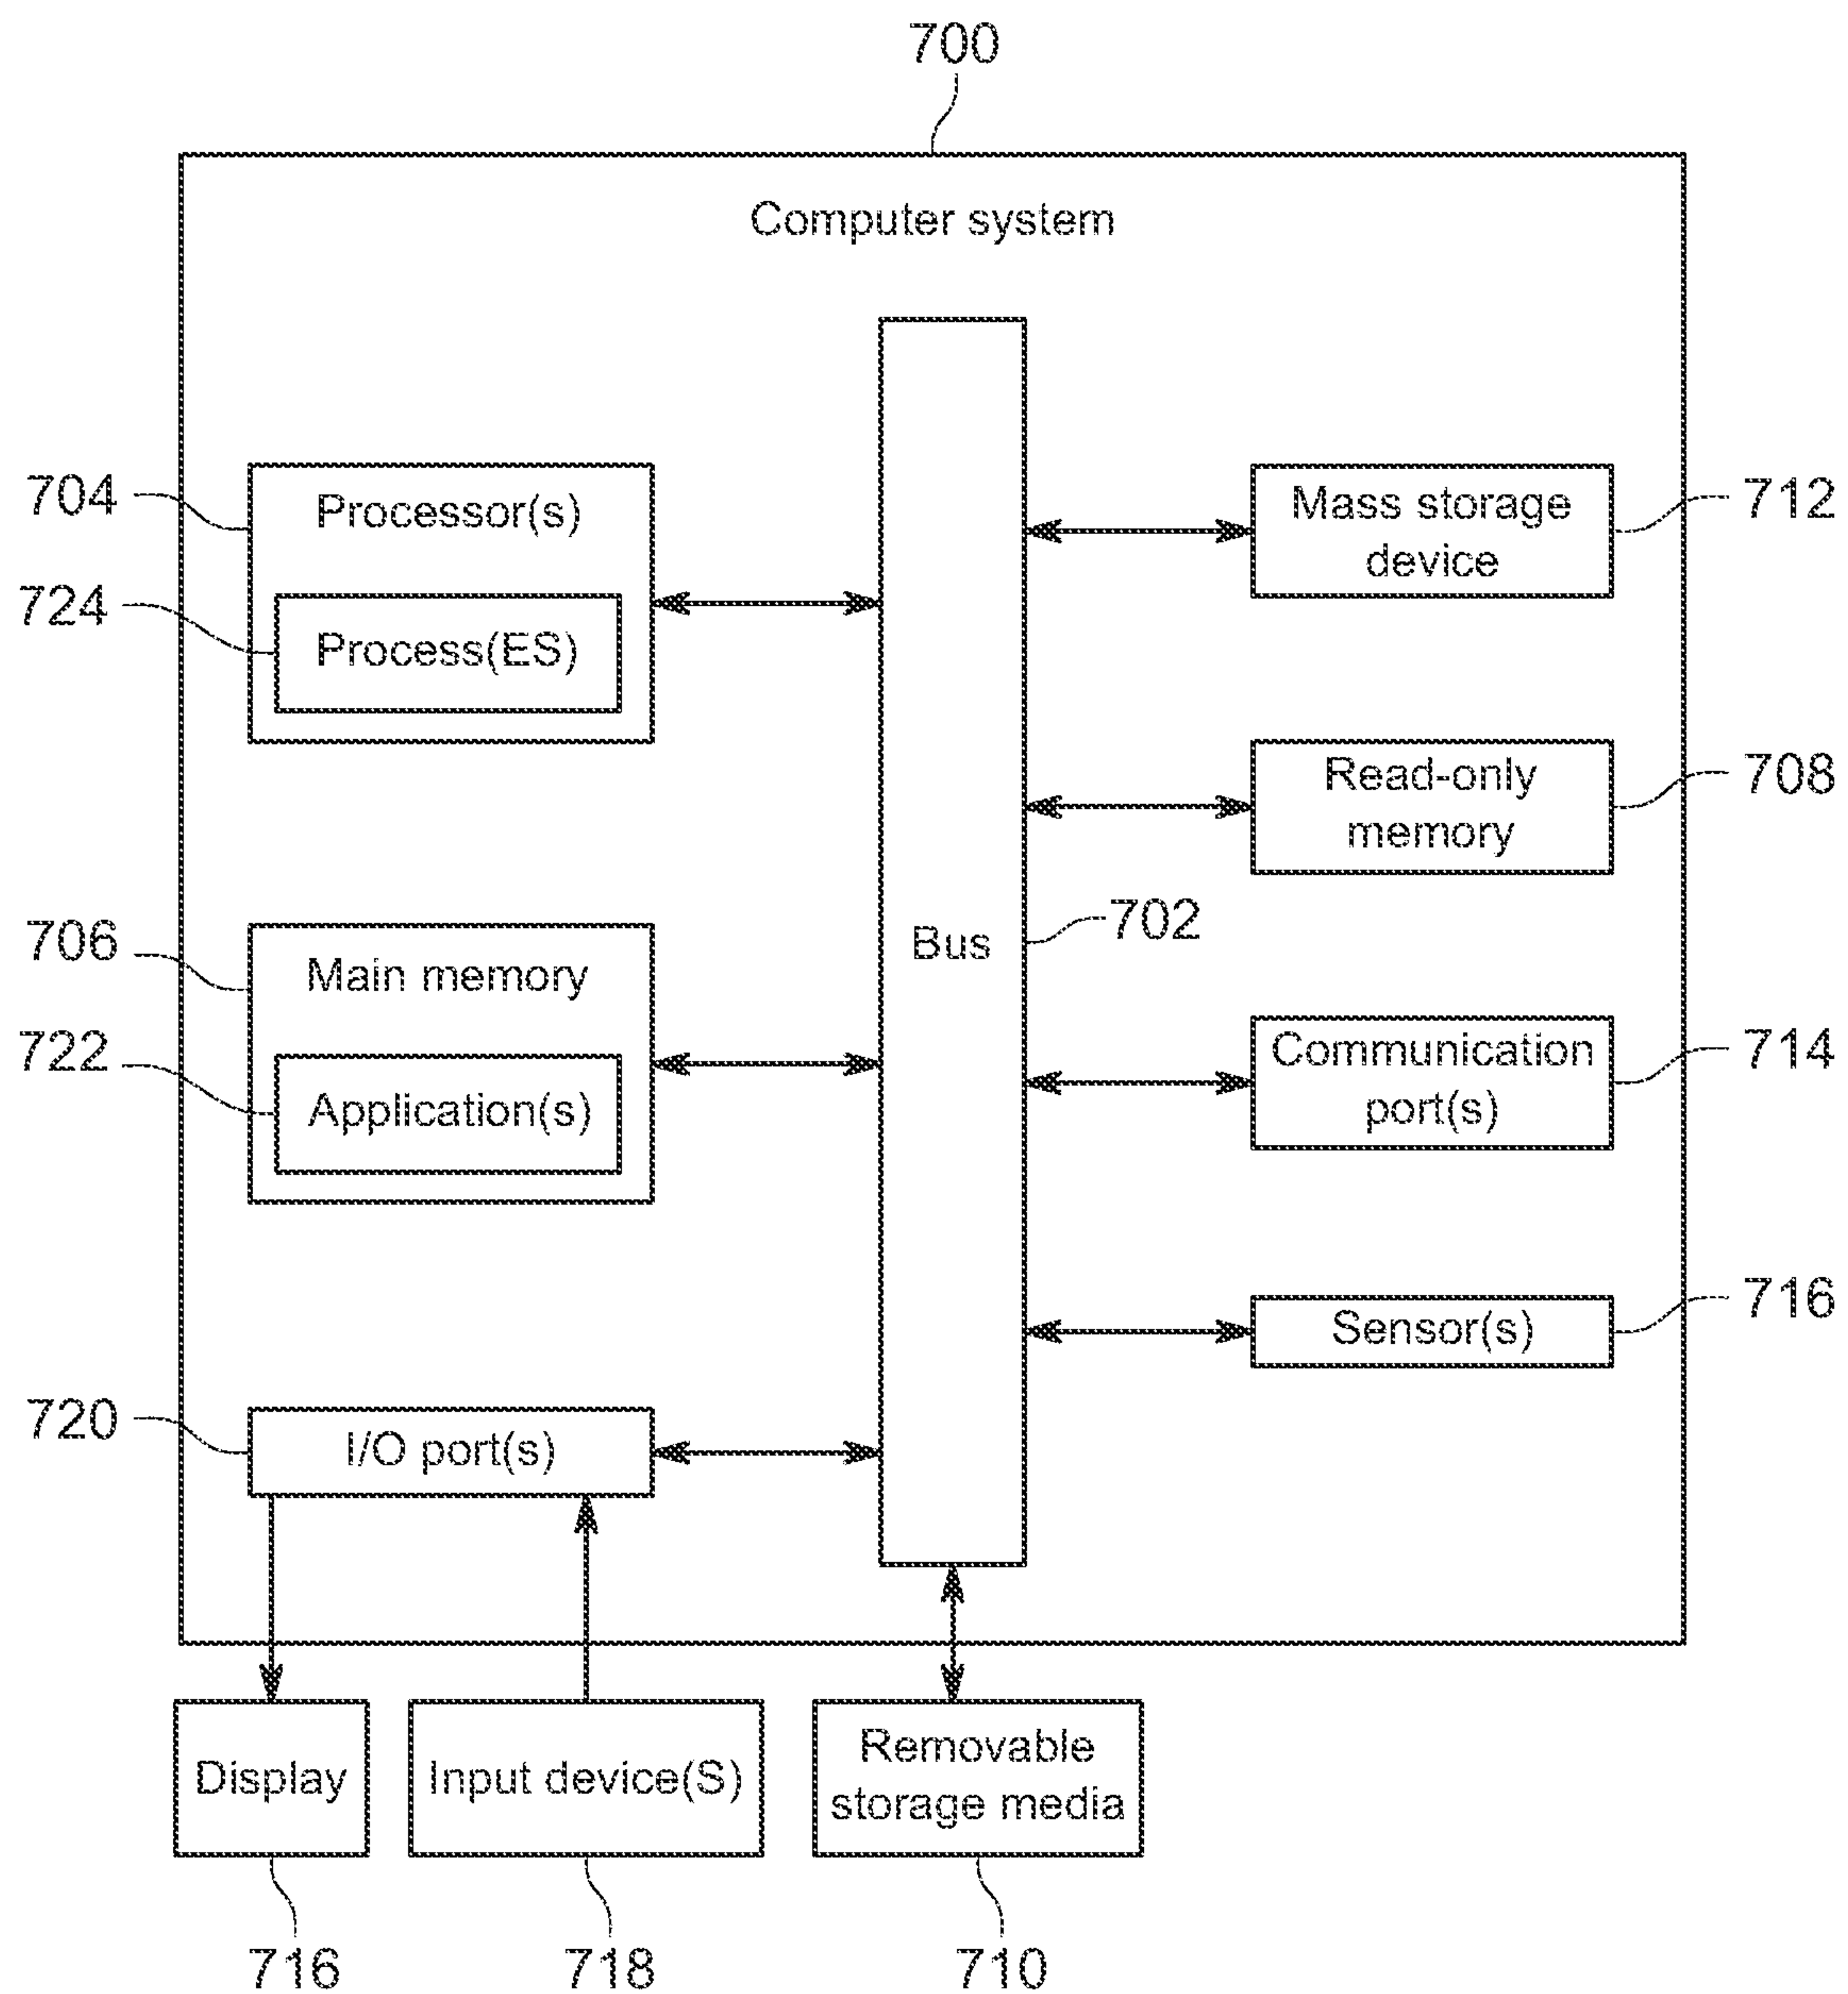 700
Computer system
704
Processor(s)
724
Process(ES)
706
Main memory
722
Application(s)
720
I/O port(s)
Bus
702
Mass storage
device
712
Read-only
memory
708
Communication
port(s)
714
Sensor(s)
716
Display
Input device(S)
Removable
storage media
716
718
710